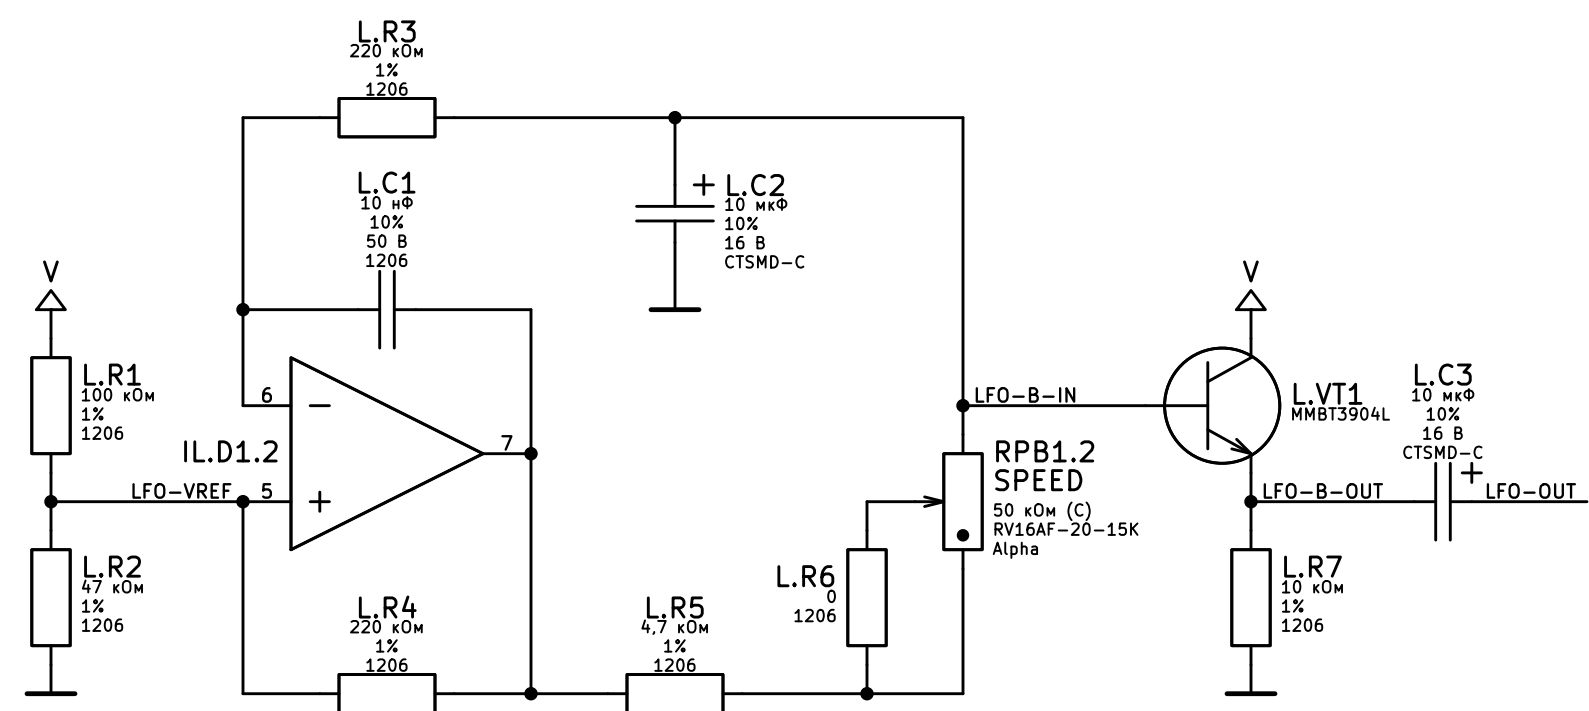 L.R3
220 кОм
1%
1206
L.C1
10 нФ
10%
50 В
1206
+ L.C2
10 мкФ
10%
16 В
CTSMD-C
V
L.R1
100 кОм
1%
1206
LFO-VREF
L.R2
47 кОм
1%
1206
IL.D1.2
6
5
7
−
+
L.R4
220 кОм
1%
1206
L.R5
4,7 кОм
1%
1206
L.R6
0
1206
RPB1.2
SPEED
50 кОм (C)
RV16AF-20-15K
Alpha
LFO-B-IN
V
L.VT1
MMBT3904L
L.C3
10 мкФ
10%
16 В
CTSMD-C
+
LFO-B-OUT
LFO-OUT
L.R7
10 кОм
1%
1206